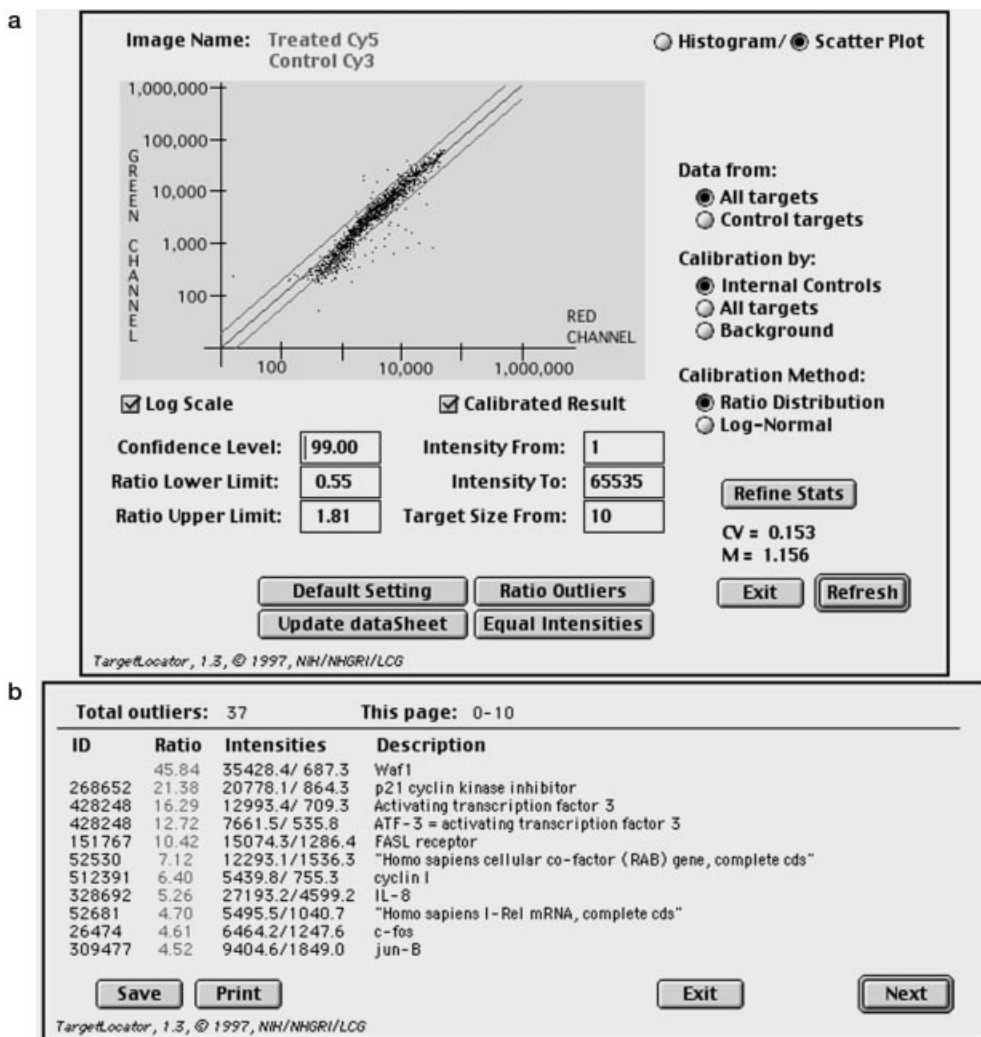 a
Image Name: Treated Cy5
Control Cy3
Histogram/ Scatter Plot
1,000,000
100,000
10,000
1,000
100
GREEN CHANNEL
RED
CHANNEL
100 10,000 1,000,000
Data from:
All targets
Control targets
Calibration by:
Internal Controls
All targets
Background
Calibration Method:
Ratio Distribution
Log-Normal
Log Scale Calibrated Result
Confidence Level: 99.00 Intensity From: 1
Ratio Lower Limit: 0.55 Intensity To: 65535
Ratio Upper Limit: 1.81 Target Size From: 10
Refine Stats
CV = 0.153
M = 1.156
Default Setting Ratio Outliers Exit Refresh
Update dataSheet Equal Intensities
TargetLocator, 1.3, © 1997, NIH/NHGRI/LCG
b
Total outliers: 37 This page: 0-10
ID Ratio Intensities Description
45.84 35428.4/ 687.3 Waf1
268652 21.38 20778.1/ 864.3 p21 cyclin kinase inhibitor
428248 16.29 12993.4/ 709.3 Activating transcription factor 3
428248 12.72 7661.5/ 535.8 ATF-3 = activating transcription factor 3
151767 10.42 15074.3/1286.4 FASL receptor
52530 7.12 12293.1/1536.3 "Homo sapiens cellular co-factor (RAB) gene, complete cds"
512391 6.40 5439.8/ 755.3 cyclin I
328692 5.26 27193.2/4599.2 IL-8
52681 4.70 5495.5/1040.7 "Homo sapiens I-Rel mRNA, complete cds"
26474 4.61 6464.2/1247.6 c-fos
309477 4.52 9404.6/1849.0 jun-B
Save Print Exit Next
TargetLocator, 1.3, © 1997, NIH/NHGRI/LCG